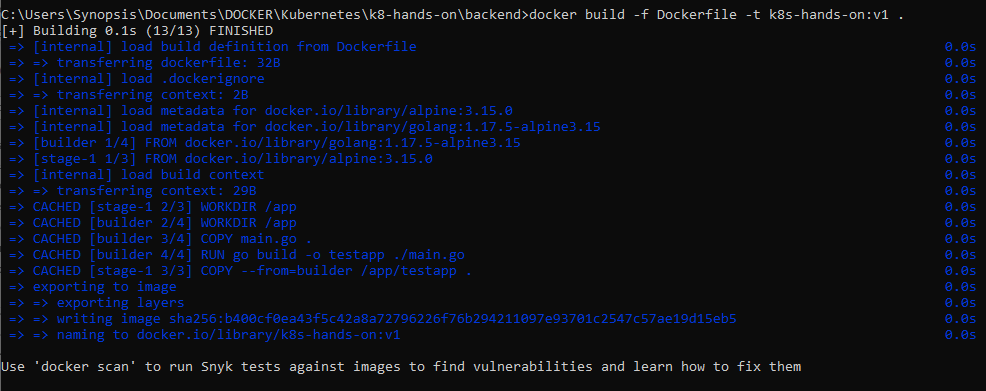 C:\Users\Synopsis\Documents\DOCKER\Kubernetes\k8-hands-on\backend>docker build -f Dockerfile -t k8s-hands-on:v1 .
[+] Building 0.1s (13/13) FINISHED
=> [internal] load build definition from Dockerfile 0.0s
=> => transferring dockerfile: 32B 0.0s
=> [internal] load .dockerignore 0.0s
=> => transferring context: 2B 0.0s
=> [internal] load metadata for docker.io/library/alpine:3.15.0 0.0s
=> [internal] load metadata for docker.io/library/golang:1.17.5-alpine3.15 0.0s
=> [builder 1/4] FROM docker.io/library/golang:1.17.5-alpine3.15 0.0s
=> [stage-1 1/3] FROM docker.io/library/alpine:3.15.0 0.0s
=> [internal] load build context 0.0s
=> => transferring context: 29B 0.0s
=> CACHED [stage-1 2/3] WORKDIR /app 0.0s
=> CACHED [builder 2/4] WORKDIR /app 0.0s
=> CACHED [builder 3/4] COPY main.go . 0.0s
=> CACHED [builder 4/4] RUN go build -o testapp ./main.go 0.0s
=> CACHED [stage-1 3/3] COPY --from=builder /app/testapp . 0.0s
=> exporting to image 0.0s
=> => exporting layers 0.0s
=> => writing image sha256:b400cf0ea43f5c42a8a72796226f76b294211097e93701c2547c57ae19d15eb5 0.0s
=> => naming to docker.io/library/k8s-hands-on:v1 0.0s
Use 'docker scan' to run Snyk tests against images to find vulnerabilities and learn how to fix them